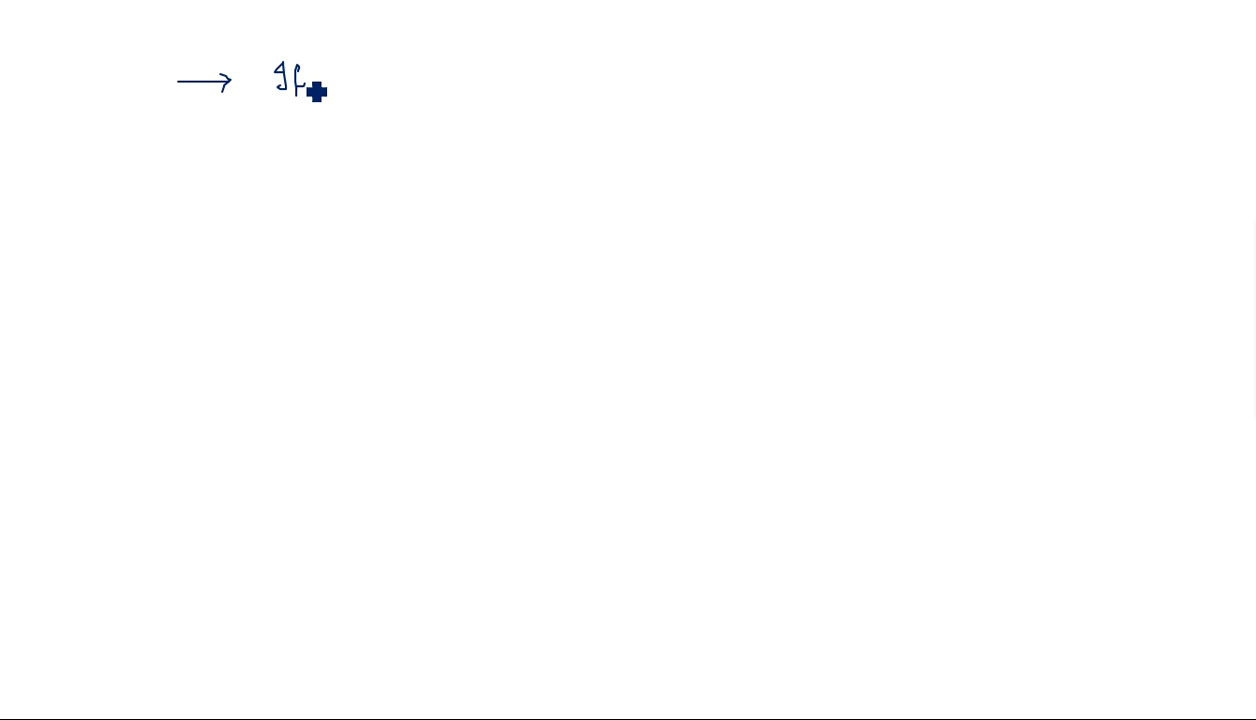 → If